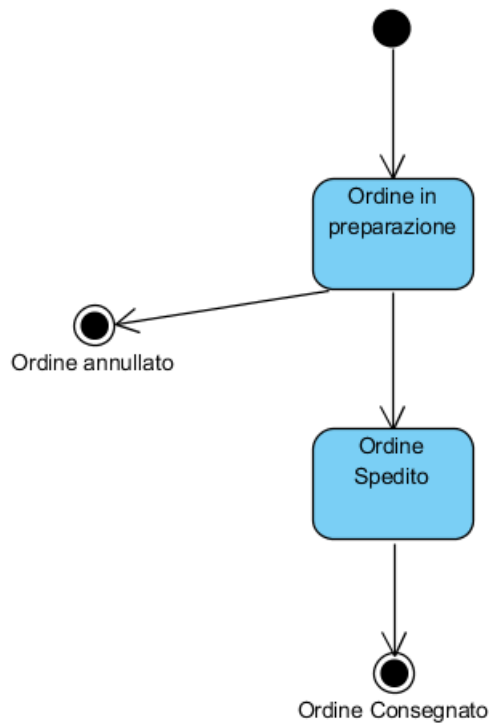 Ordine in
preparazione
Ordine annullato
Ordine
Spedito
Ordine Consegnato